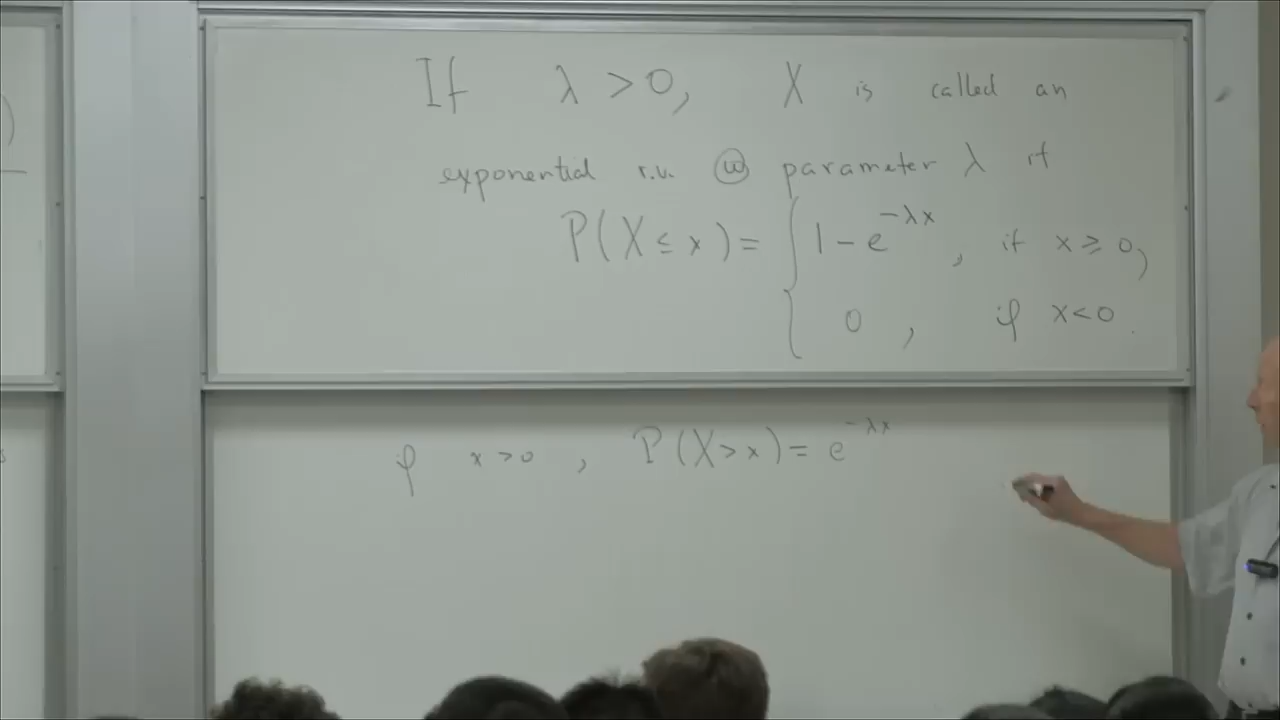 If λ > 0, X is called an
exponential r.v. ⓦ parameter λ if
P(X ≤ x) = { 1 - e^{-λx}, if x ≥ 0,
0, if x < 0.
if x > 0, P(X > x) = e^{-λx}